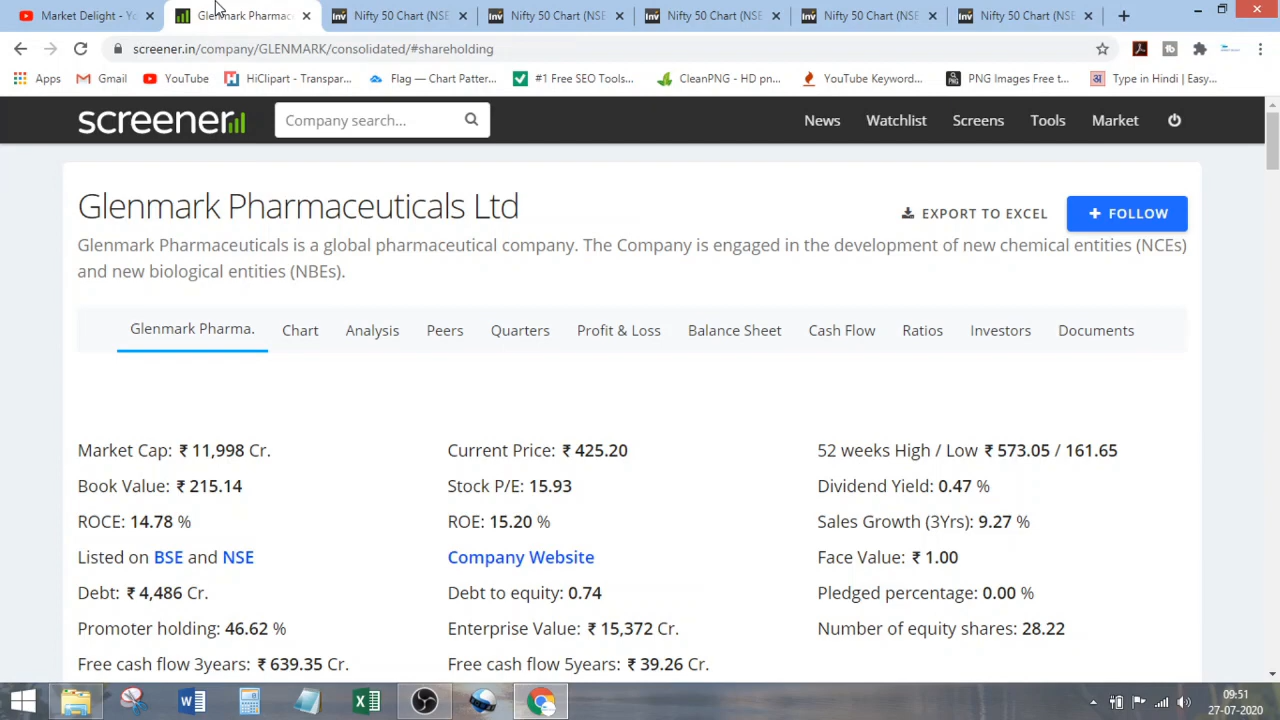 Market Delight - Yo
Glenmark Pharmac
Nifty 50 Chart (NSE
Nifty 50 Chart (NSE
Nifty 50 Chart (NSE
Nifty 50 Chart (NSE
Nifty 50 Chart (NSE
screener.in/company/GLENMARK/consolidated/#shareholding
Apps
Gmail
YouTube
HiClipart - Transpar...
Flag — Chart Patter...
#1 Free SEO Tools...
CleanPNG - HD pn...
YouTube Keyword...
PNG Images Free t...
Type in Hindi | Easy...
screener
Company search...
News
Watchlist
Screens
Tools
Market
Glenmark Pharmaceuticals Ltd
EXPORT TO EXCEL
+ FOLLOW
Glenmark Pharmaceuticals is a global pharmaceutical company. The Company is engaged in the development of new chemical entities (NCEs)
and new biological entities (NBEs).
Glenmark Pharma.
Chart
Analysis
Peers
Quarters
Profit & Loss
Balance Sheet
Cash Flow
Ratios
Investors
Documents
Market Cap: ₹ 11,998 Cr.
Current Price: ₹ 425.20
52 weeks High / Low ₹ 573.05 / 161.65
Book Value: ₹ 215.14
Stock P/E: 15.93
Dividend Yield: 0.47 %
ROCE: 14.78 %
ROE: 15.20 %
Sales Growth (3Yrs): 9.27 %
Listed on BSE and NSE
Company Website
Face Value: ₹ 1.00
Debt: ₹ 4,486 Cr.
Debt to equity: 0.74
Pledged percentage: 0.00 %
Promoter holding: 46.62 %
Enterprise Value: ₹ 15,372 Cr.
Number of equity shares: 28.22
Free cash flow 3years: ₹ 639.35 Cr.
Free cash flow 5years: ₹ 39.26 Cr.
09:51
27-07-2020